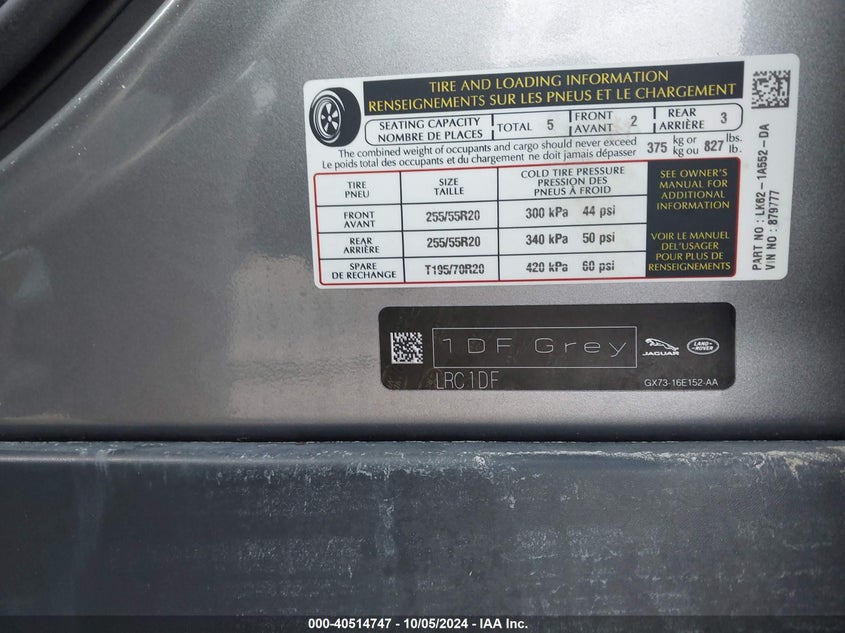 TIRE AND LOADING INFORMATION
RENSEIGNEMENTS SUR LES PNEUS ET LE CHARGEMENT
SEATING CAPACITY
NOMBRE DE PLACES
TOTAL 5
FRONT
AVANT 2
REAR
ARRIÈRE 3
The combined weight of occupants and cargo should never exceed
Le poids total des occupants et du chargement ne doit jamais dépasser
375 kg or
kg ou 827 lbs.
lb.
TIRE
PNEU
SIZE
TAILLE
COLD TIRE PRESSURE
PRESSION DES
PNEUS À FROID
FRONT
AVANT
255/55R20
300 kPa 44 psi
REAR
ARRIÈRE
255/55R20
340 kPa 50 psi
SPARE
DE RECHANGE
T195/70R20
420 kPa 60 psi
SEE OWNER'S
MANUAL FOR
ADDITIONAL
INFORMATION
VOIR LE MANUEL
DEL'USAGER
POUR PLUS DE
RENSEIGNEMENTS
PART NO : LK62-1A552-DA
VIN NO : 879777
1DF Grey
LRC1DF
JAGUAR
LAND-ROVER
GX73-16E152-AA
000-40514747 - 10/05/2024 - IAA Inc.